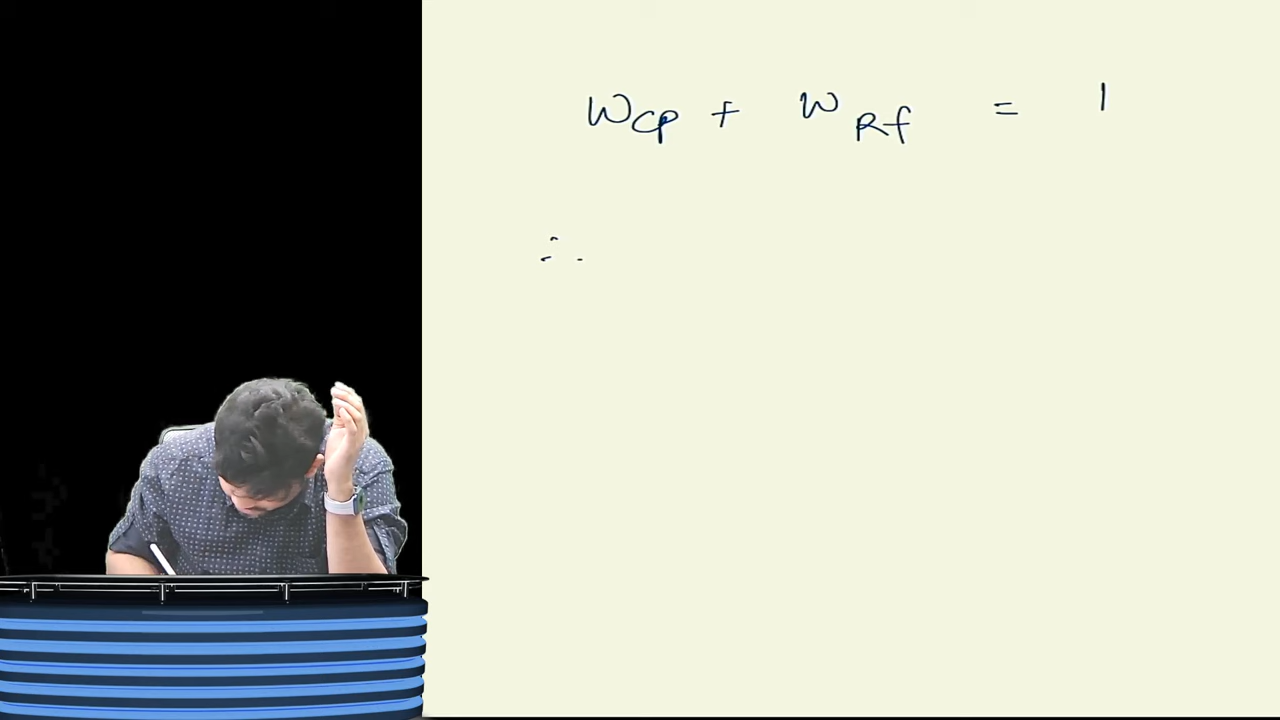 WCP + WRf = 1
∴